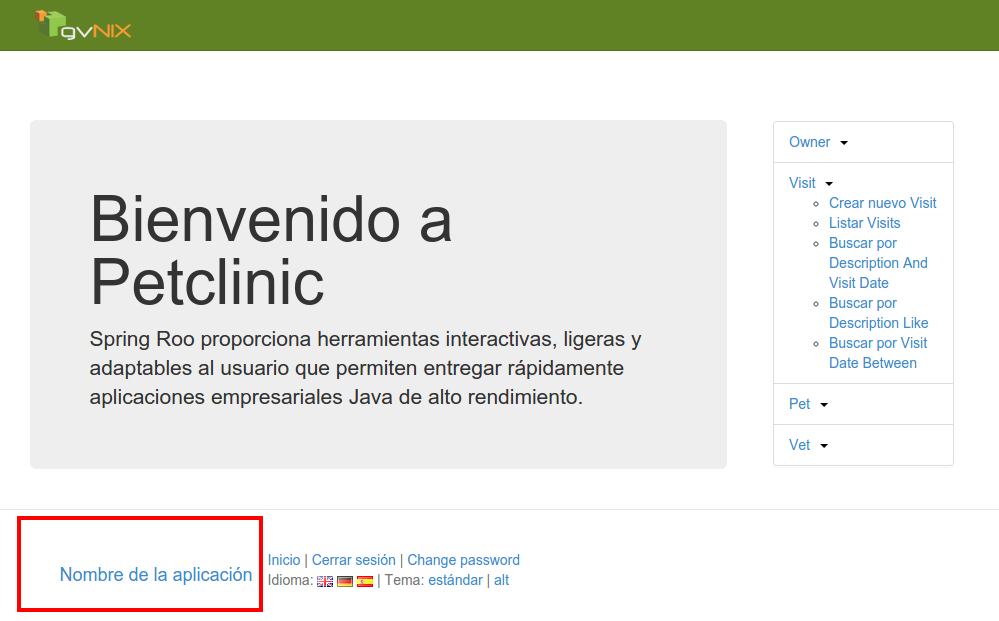 gvNIX
Bienvenido a
Petclinic
Spring Roo proporciona herramientas interactivas, ligeras y
adaptables al usuario que permiten entregar rápidamente
aplicaciones empresariales Java de alto rendimiento.
Owner
Visit
Crear nuevo Visit
Listar Visits
Buscar por
Description And
Visit Date
Buscar por
Description Like
Buscar por Visit
Date Between
Pet
Vet
Nombre de la aplicación
Inicio | Cerrar sesión | Change password
Idioma: | Tema: estándar | alt